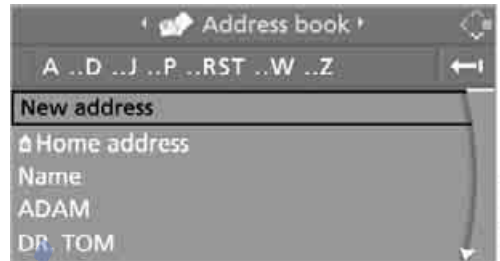 Address book
A ..D ..J ..P ..RST ..W ..Z
New address
Home address
Name
ADAM
DR. TOM